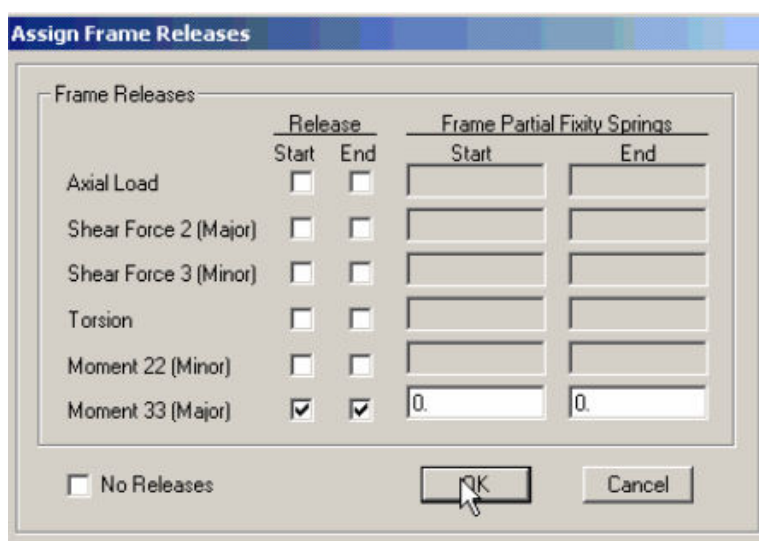 Assign Frame Releases
Frame Releases
Release Frame Partial Fixity Springs
Start End Start End
Axial Load
Shear Force 2 (Major)
Shear Force 3 (Minor)
Torsion
Moment 22 (Minor)
Moment 33 (Major) 0. 0.
No Releases OK Cancel